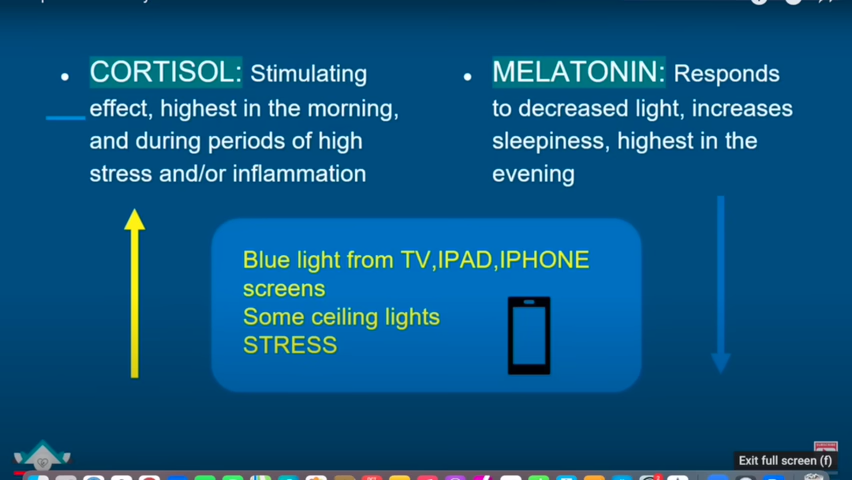 CORTISOL: Stimulating
effect, highest in the morning,
and during periods of high
stress and/or inflammation
MELATONIN: Responds
to decreased light, increases
sleepiness, highest in the
evening
Blue light from TV,IPAD,IPHONE
screens
Some ceiling lights
STRESS
Exit full screen (f)